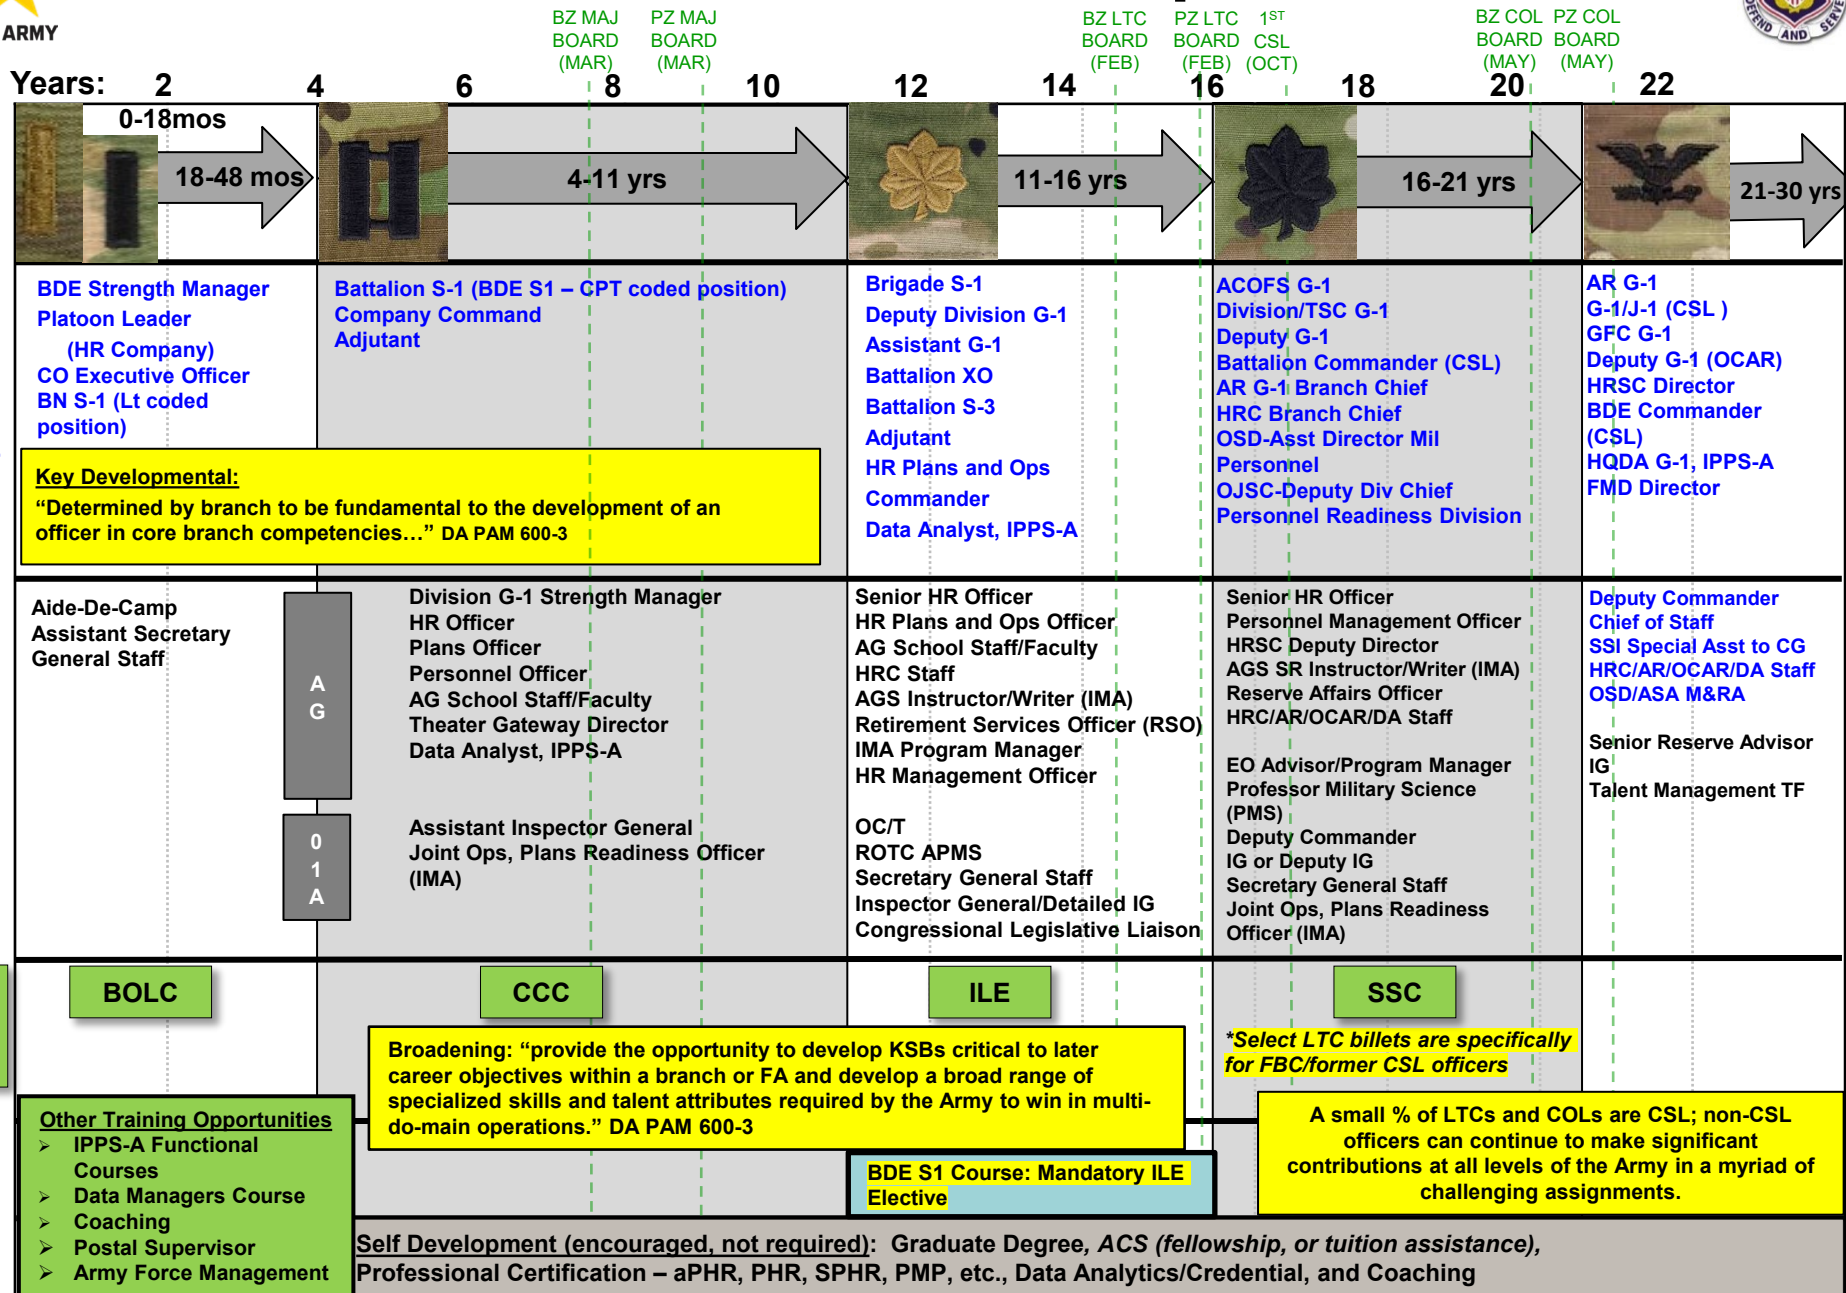 ARMY
DEFEND AND SERVE
BZ MAJ
BOARD
(MAR)
PZ MAJ
BOARD
(MAR)
BZ LTC
BOARD
(FEB)
PZ LTC
BOARD
(FEB)
1ST
CSL
(OCT)
BZ COL
BOARD
(MAY)
PZ COL
BOARD
(MAY)
Years: 2 4 6 8 10 12 14 16 18 20 22
0-18mos
18-48 mos
4-11 yrs
11-16 yrs
16-21 yrs
21-30 yrs
BDE Strength Manager
Platoon Leader
(HR Company)
CO Executive Officer
BN S-1 (Lt coded
position)
Battalion S-1 (BDE S1 – CPT coded position)
Company Command
Adjutant
Brigade S-1
Deputy Division G-1
Assistant G-1
Battalion XO
Battalion S-3
Adjutant
HR Plans and Ops
Commander
Data Analyst, IPPS-A
ACOFS G-1
Division/TSC G-1
Deputy G-1
Battalion Commander (CSL)
AR G-1 Branch Chief
HRC Branch Chief
OSD-Asst Director Mil
Personnel
OJSC-Deputy Div Chief
Personnel Readiness Division
AR G-1
G-1/J-1 (CSL )
GFC G-1
Deputy G-1 (OCAR)
HRSC Director
BDE Commander
(CSL)
HQDA G-1, IPPS-A
FMD Director
Key Developmental:
“Determined by branch to be fundamental to the development of an
officer in core branch competencies…” DA PAM 600-3
Aide-De-Camp
Assistant Secretary
General Staff
A
G
Division G-1 Strength Manager
HR Officer
Plans Officer
Personnel Officer
AG School Staff/Faculty
Theater Gateway Director
Data Analyst, IPPS-A
0
1
A
Assistant Inspector General
Joint Ops, Plans Readiness Officer
(IMA)
Senior HR Officer
HR Plans and Ops Officer
AG School Staff/Faculty
HRC Staff
AGS Instructor/Writer (IMA)
Retirement Services Officer (RSO)
IMA Program Manager
HR Management Officer
OC/T
ROTC APMS
Secretary General Staff
Inspector General/Detailed IG
Congressional Legislative Liaison
Senior HR Officer
Personnel Management Officer
HRSC Deputy Director
AGS SR Instructor/Writer (IMA)
Reserve Affairs Officer
HRC/AR/OCAR/DA Staff
EO Advisor/Program Manager
Professor Military Science
(PMS)
Deputy Commander
IG or Deputy IG
Secretary General Staff
Joint Ops, Plans Readiness
Officer (IMA)
Deputy Commander
Chief of Staff
SSI Special Asst to CG
HRC/AR/OCAR/DA Staff
OSD/ASA M&RA
Senior Reserve Advisor
IG
Talent Management TF
BOLC
CCC
ILE
SSC
Broadening: “provide the opportunity to develop KSBs critical to later
career objectives within a branch or FA and develop a broad range of
specialized skills and talent attributes required by the Army to win in multi-
do-main operations.” DA PAM 600-3
*Select LTC billets are specifically
for FBC/former CSL officers
A small % of LTCs and COLs are CSL; non-CSL
officers can continue to make significant
contributions at all levels of the Army in a myriad of
challenging assignments.
BDE S1 Course: Mandatory ILE
Elective
Other Training Opportunities
➢ IPPS-A Functional
Courses
➢ Data Managers Course
➢ Coaching
➢ Postal Supervisor
➢ Army Force Management
Self Development (encouraged, not required): Graduate Degree, ACS (fellowship, or tuition assistance),
Professional Certification – aPHR, PHR, SPHR, PMP, etc., Data Analytics/Credential, and Coaching